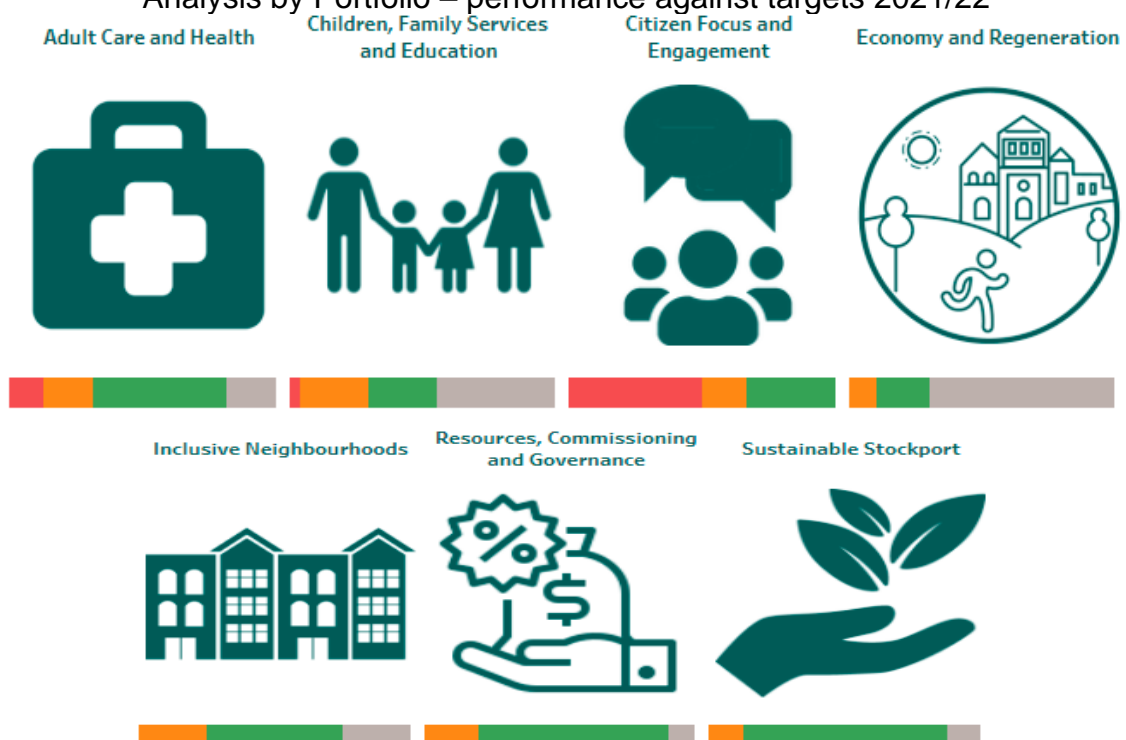 Analysis by Portfolio – performance against targets 2021/22
Adult Care and Health
Children, Family Services
and Education
Citizen Focus and
Engagement
Economy and Regeneration
Inclusive Neighbourhoods
Resources, Commissioning
and Governance
Sustainable Stockport
%
$